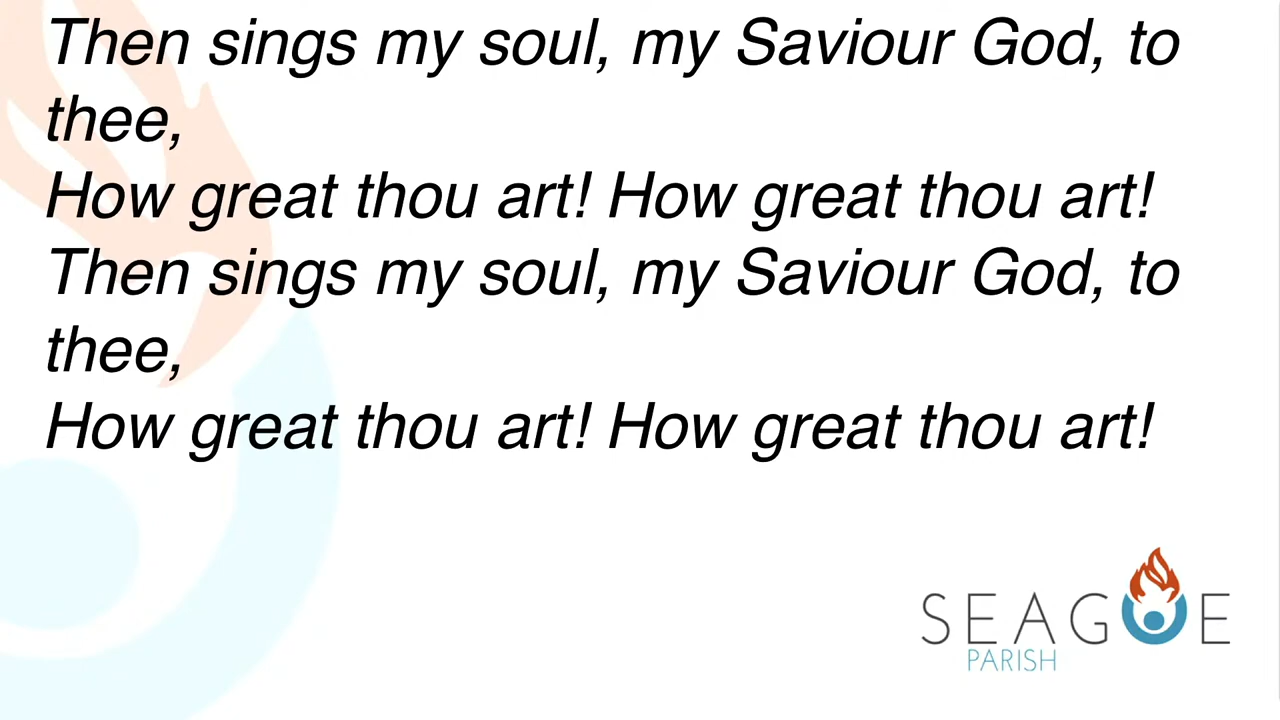 Then sings my soul, my Saviour God, to
thee,
How great thou art! How great thou art!
Then sings my soul, my Saviour God, to
thee,
How great thou art! How great thou art!
SEAGOE
PARISH